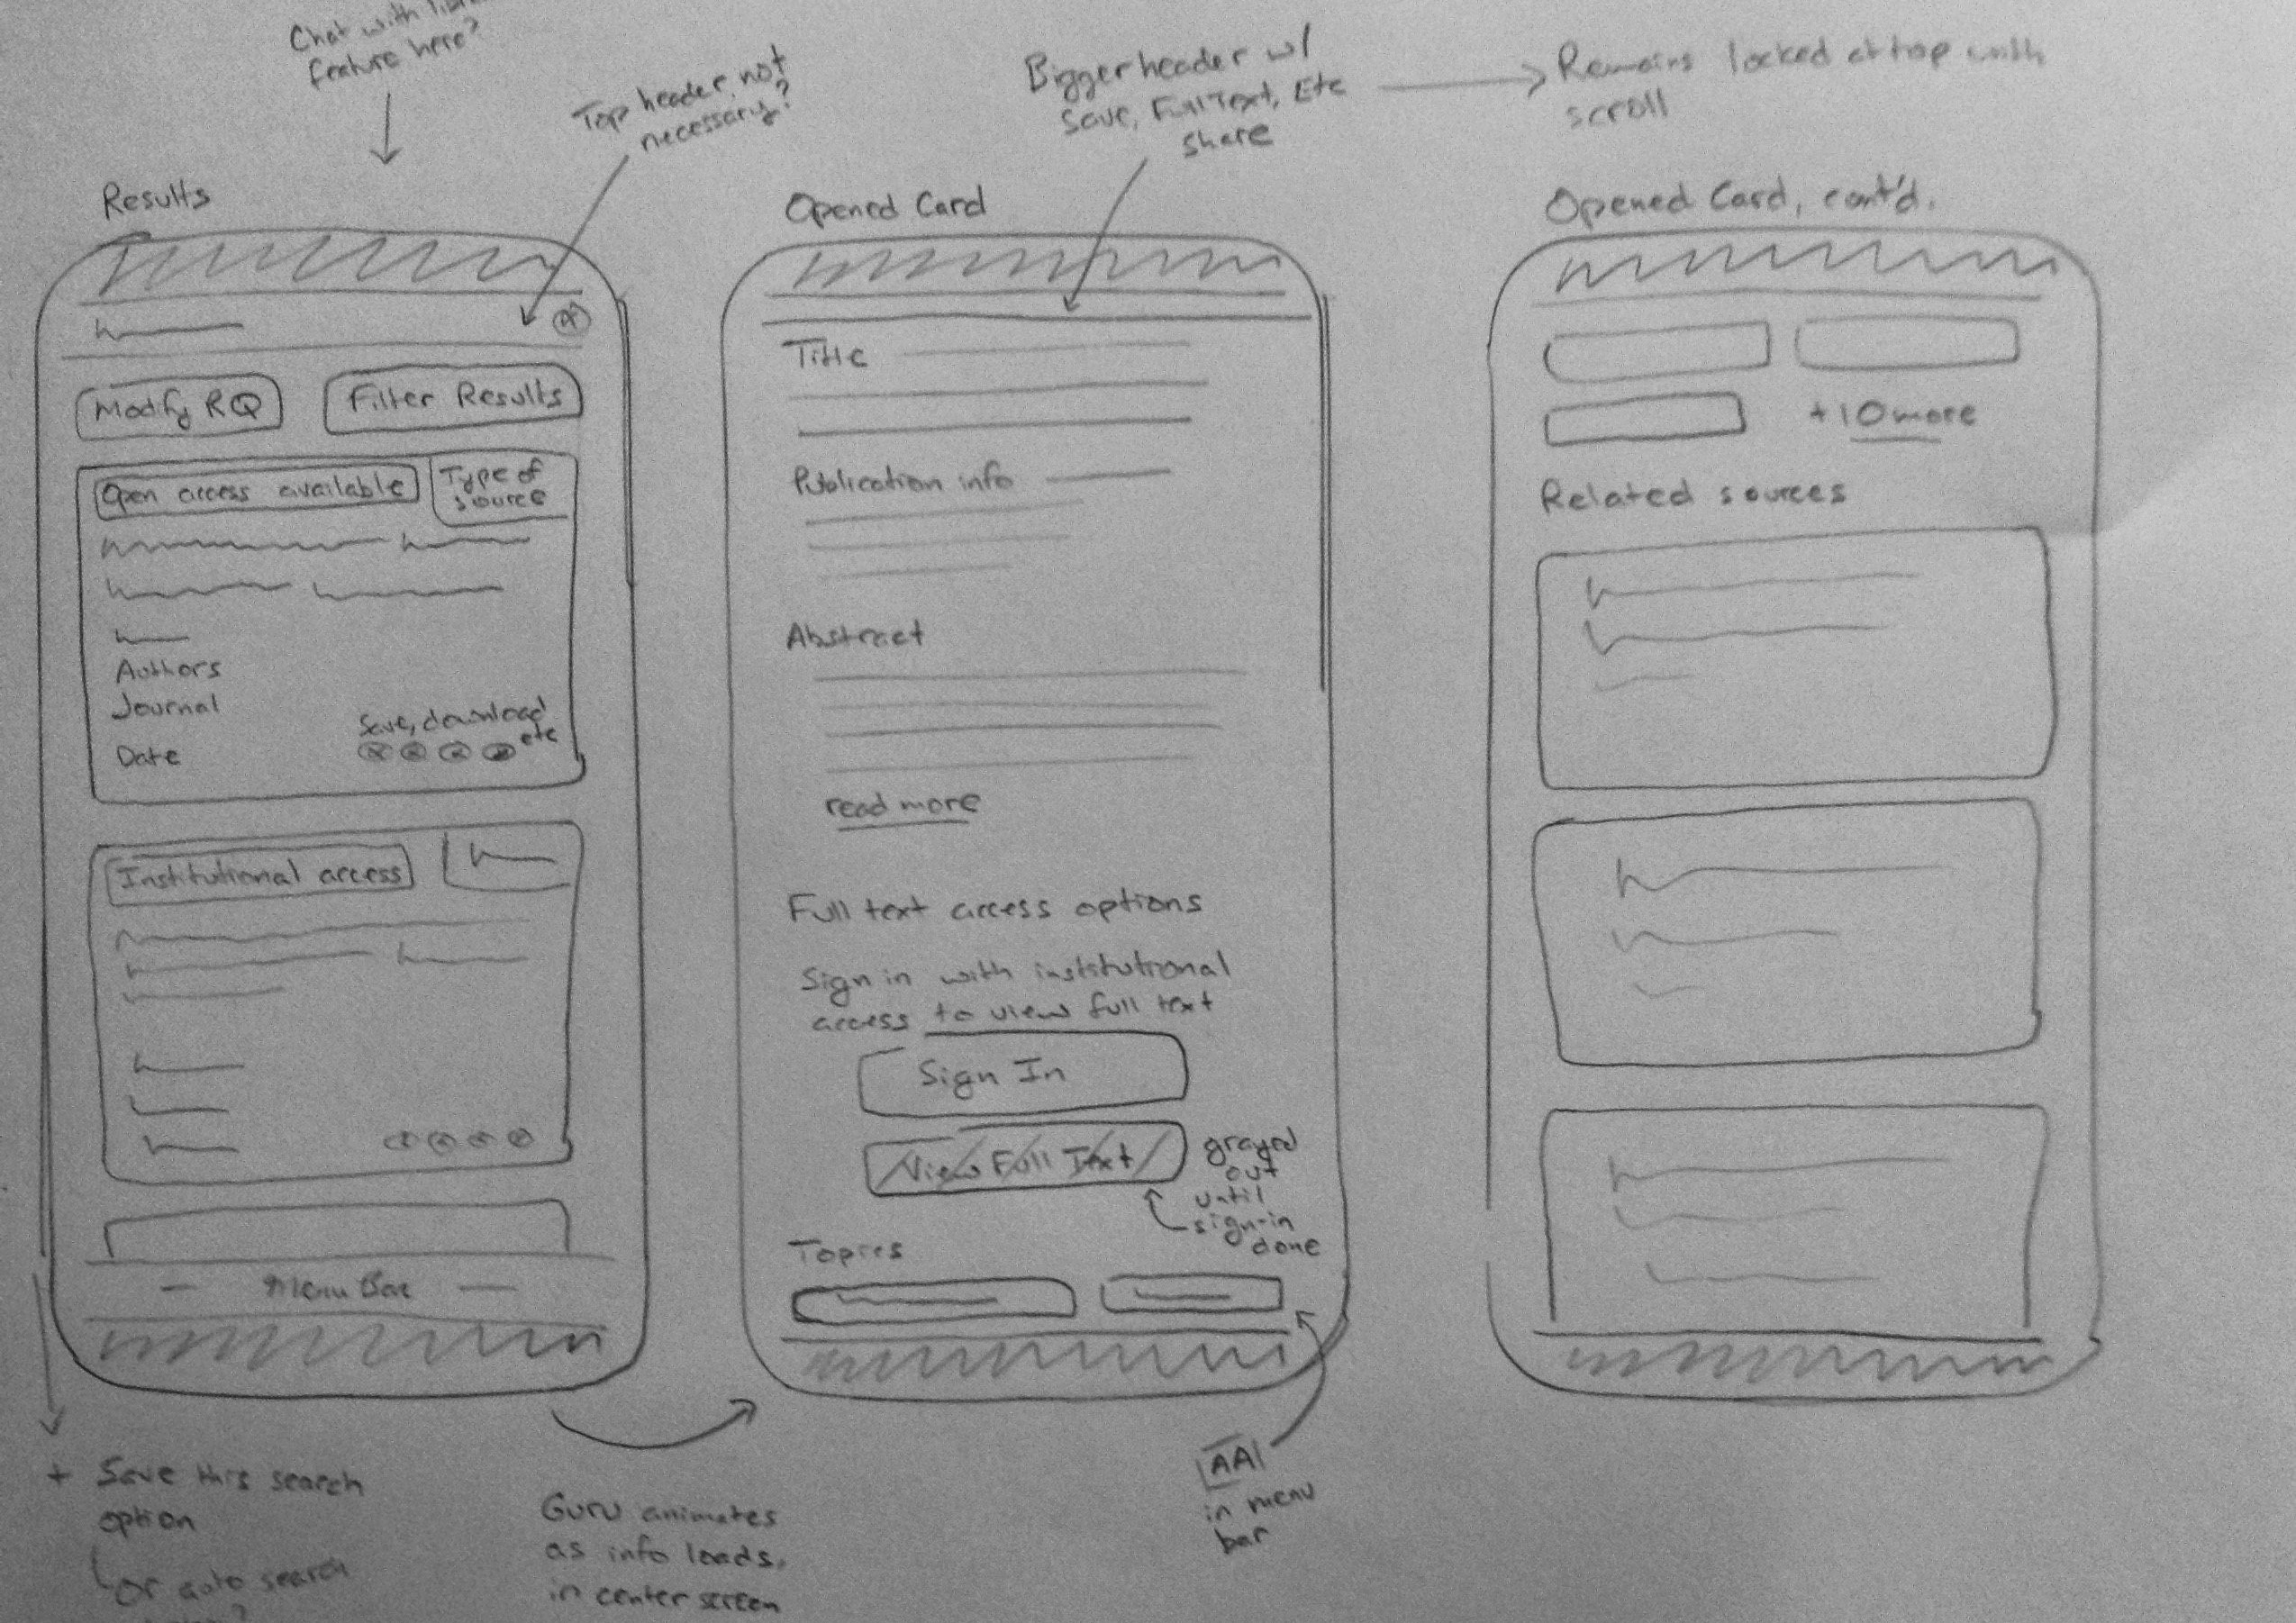 Chat with
feature here?
Top header not
necessary?
Bigger header w/
Save, Full Text, Etc
Share
Remains locked at top with
scroll
Results
Modify RQ
Filter Results
Open access available
Type of
source
Authors
Journal
Date
Save, download
etc
Institutional access
Menu Bar
+ Save this search
option
or auto search
Guru animates
as info loads,
in center screen
Opened Card
Title
Publication info
Abstract
read more
Full text access options
Sign in with inststutional
access to view full text
Sign In
View Full Text
grayed
out
until
sign-in
done
Topics
in menu
bar
Opened Card, cont'd.
+10 more
Related sources